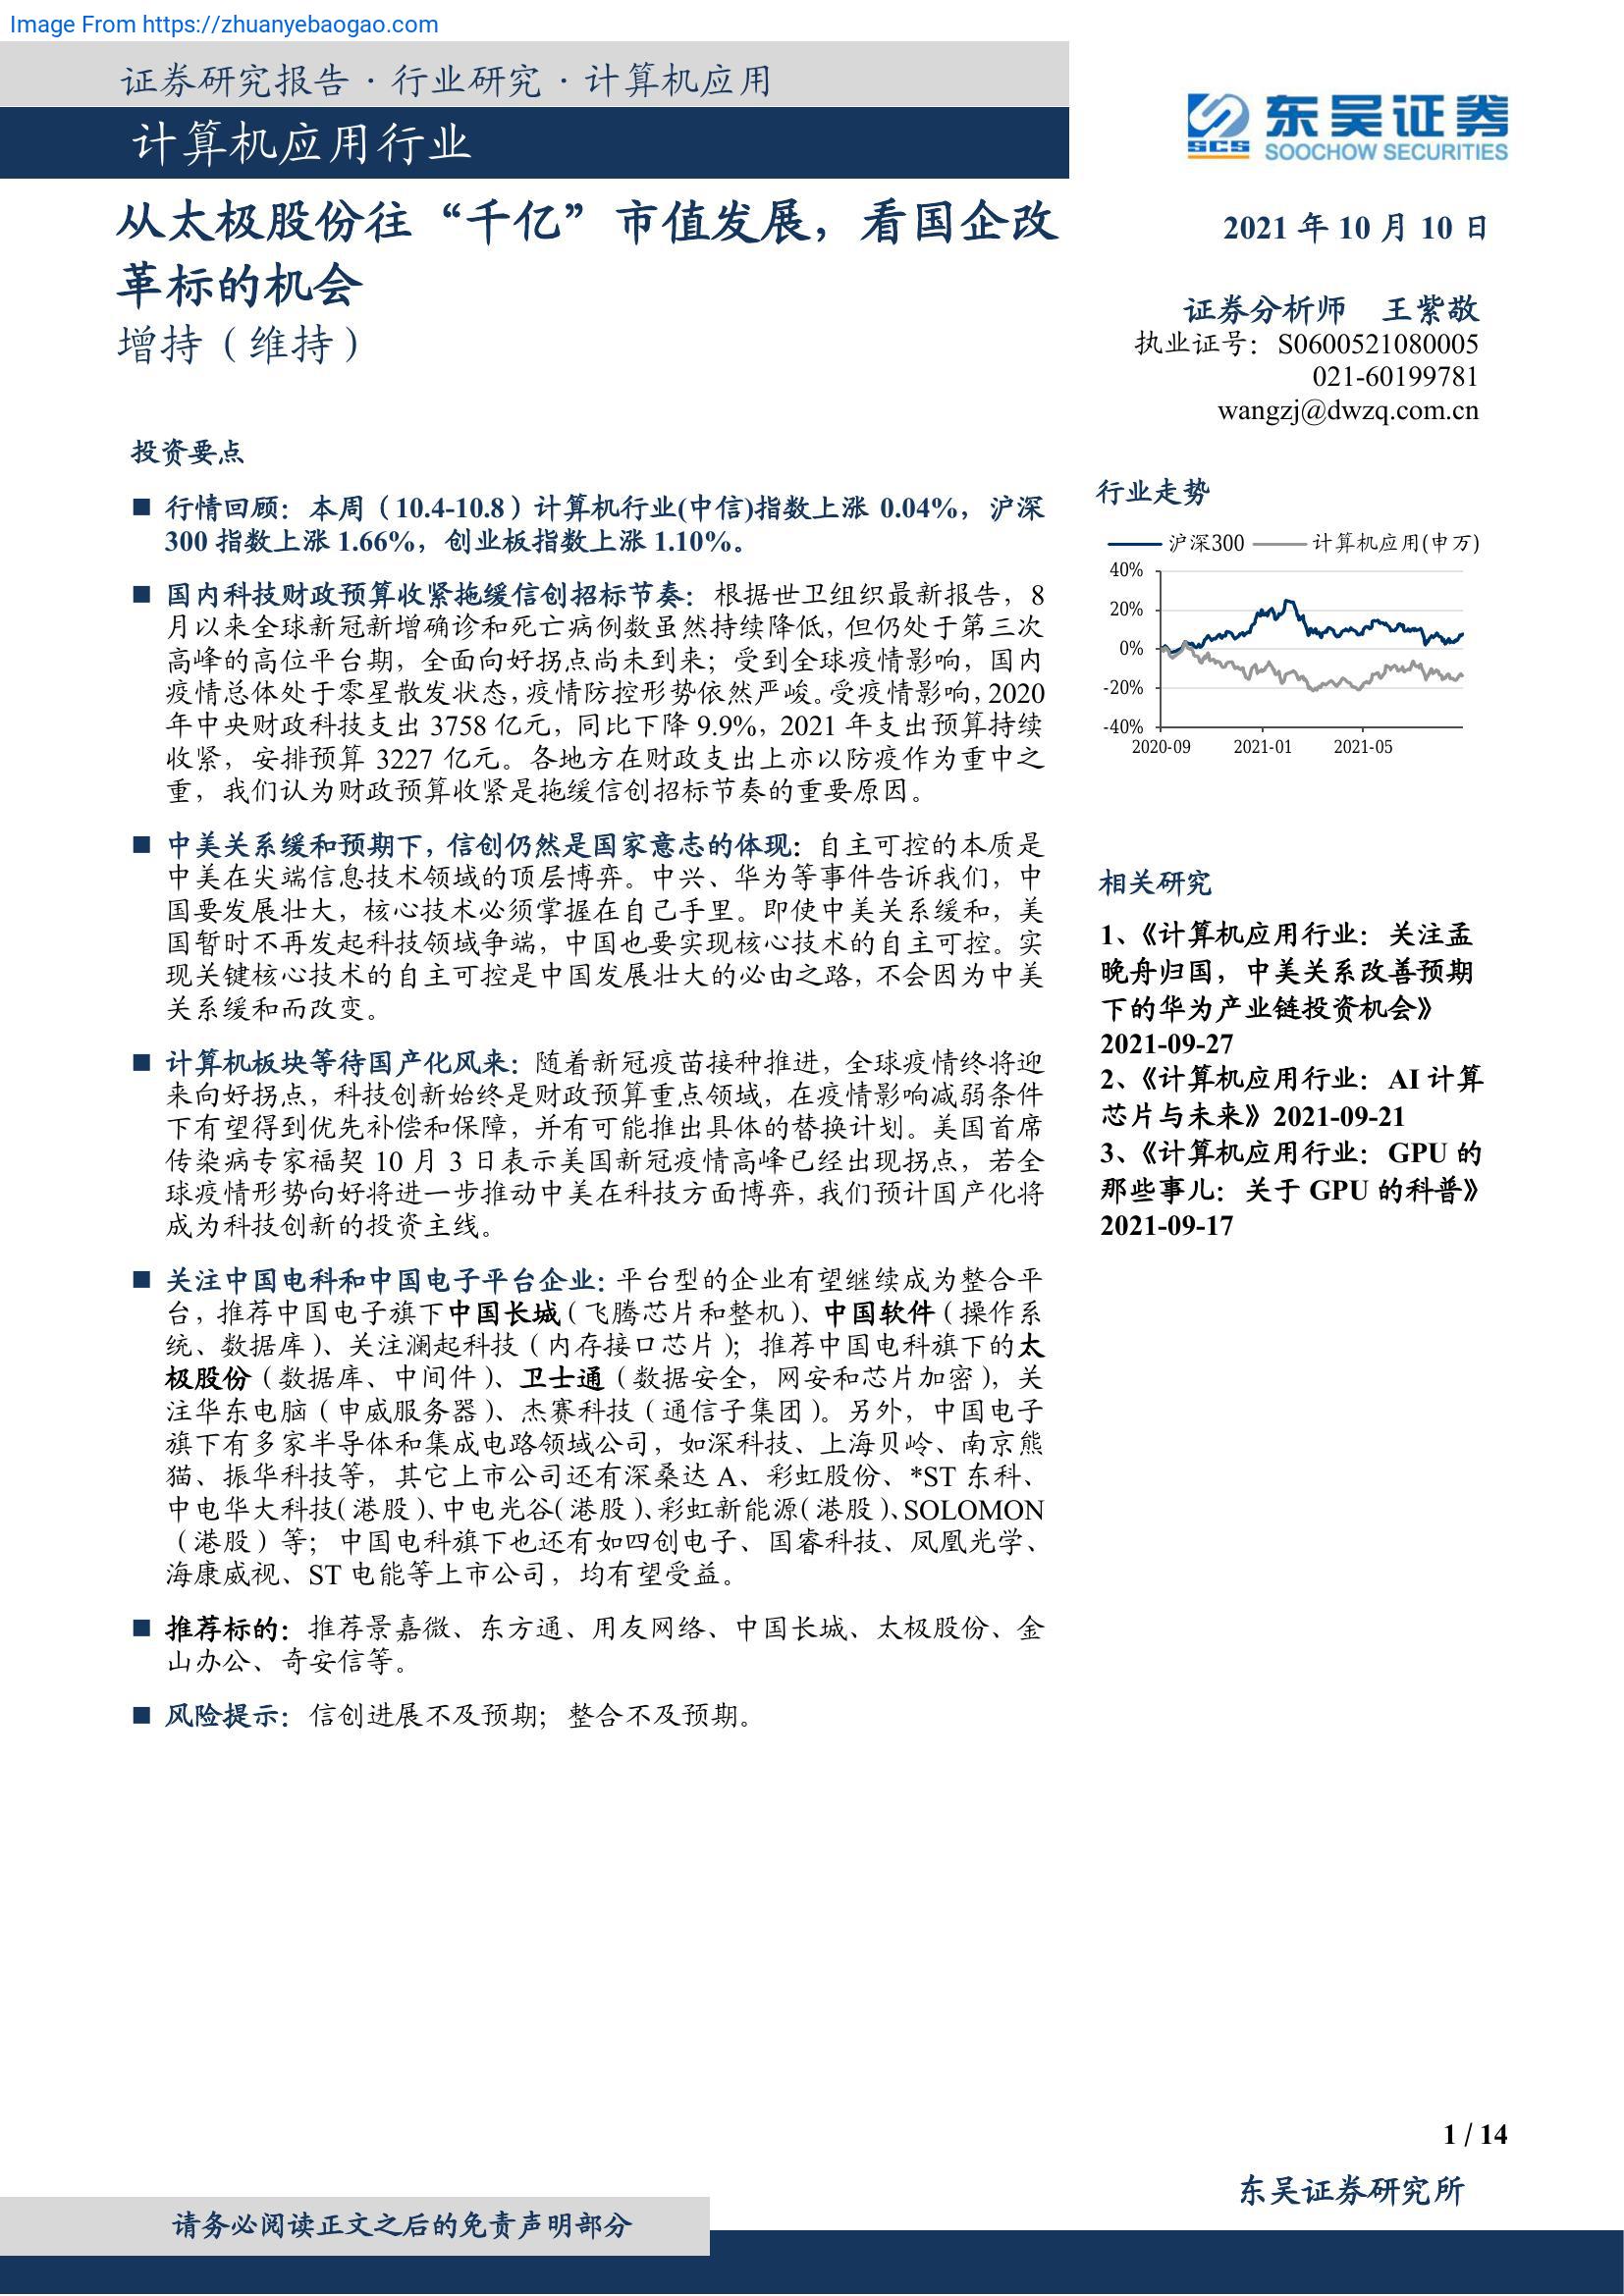 Image From https://zhuanyebaogao.com
证券研究报告·行业研究·计算机应用
计算机应用行业
东吴证券
SCS
SOOCHOW SECURITIES
从太极股份往“千亿”市值发展，看国企改
革标的机会
增持（维持）
2021 年 10 月 10 日
证券分析师 王紫敬
执业证号：S0600521080005
021-60199781
wangzj@dwzq.com.cn
投资要点
■ 行情回顾：本周（10.4-10.8）计算机行业(中信)指数上涨 0.04%，沪深
300 指数上涨 1.66%，创业板指数上涨 1.10%。
■ 国内科技财政预算收紧拖缓信创招标节奏：根据世卫组织最新报告，8
月以来全球新冠新增确诊和死亡病例数虽然持续降低，但仍处于第三次
高峰的高位平台期，全面向好拐点尚未到来；受到全球疫情影响，国内
疫情总体处于零星散发状态，疫情防控形势依然严峻。受疫情影响，2020
年中央财政科技支出 3758 亿元，同比下降 9.9%，2021 年支出预算持续
收紧，安排预算 3227 亿元。各地方在财政支出上亦以防疫作为重中之
重，我们认为财政预算收紧是拖缓信创招标节奏的重要原因。
■ 中美关系缓和预期下，信创仍然是国家意志的体现：自主可控的本质是
中美在尖端信息技术领域的顶层博弈。中兴、华为等事件告诉我们，中
国要发展壮大，核心技术必须掌握在自己手里。即使中美关系缓和，美
国暂时不再发起科技领域争端，中国也要实现核心技术的自主可控。实
现关键核心技术的自主可控是中国发展壮大的必由之路，不会因为中美
关系缓和而改变。
■ 计算机板块等待国产化风来：随着新冠疫苗接种推进，全球疫情终将迎
来向好拐点，科技创新始终是财政预算重点领域，在疫情影响减弱条件
下有望得到优先补偿和保障，并有可能推出具体的替换计划。美国首席
传染病专家福契 10 月 3 日表示美国新冠疫情高峰已经出现拐点，若全
球疫情形势向好将进一步推动中美在科技方面博弈，我们预计国产化将
成为科技创新的投资主线。
■ 关注中国电科和中国电子平台企业：平台型的企业有望继续成为整合平
台，推荐中国电子旗下中国长城（飞腾芯片和整机）、中国软件（操作系
统、数据库）、关注澜起科技（内存接口芯片）；推荐中国电科旗下的太
极股份（数据库、中间件）、卫士通（数据安全，网安和芯片加密），关
注华东电脑（申威服务器）、杰赛科技（通信子集团）。另外，中国电子
旗下有多家半导体和集成电路领域公司，如深科技、上海贝岭、南京熊
猫、振华科技等，其它上市公司还有深桑达 A、彩虹股份、*ST 东科、
中电华大科技(港股）、中电光谷(港股）、彩虹新能源(港股）、SOLOMON
（港股）等；中国电科旗下也还有如四创电子、国睿科技、凤凰光学、
海康威视、ST 电能等上市公司，均有望受益。
■ 推荐标的：推荐景嘉微、东方通、用友网络、中国长城、太极股份、金
山办公、奇安信等。
■ 风险提示：信创进展不及预期；整合不及预期。
行业走势
沪深300 计算机应用(申万)
40%
20%
0%
-20%
-40%
2020-09 2021-01 2021-05
相关研究
1、《计算机应用行业：关注孟
晚舟归国，中美关系改善预期
下的华为产业链投资机会》
2021-09-27
2、《计算机应用行业：AI 计算
芯片与未来》2021-09-21
3、《计算机应用行业：GPU 的
那些事儿：关于 GPU 的科普》
2021-09-17
1 / 14
东吴证券研究所
请务必阅读正文之后的免责声明部分